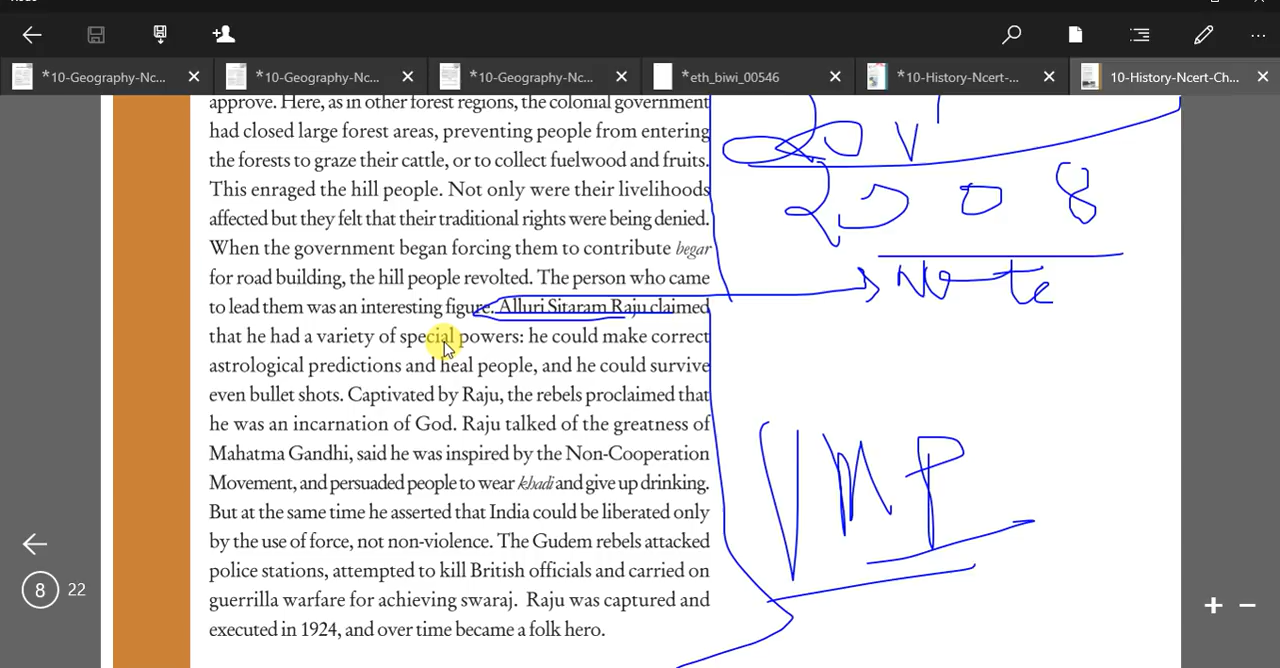 *10-Geography-Nc...
*10-Geography-Nc...
*10-Geography-Nc...
*eth_biwi_00546
*10-History-Ncert-...
10-History-Ncert-Ch...
approve. Here, as in other forest regions, the colonial government
had closed large forest areas, preventing people from entering
the forests to graze their cattle, or to collect fuelwood and fruits.
This enraged the hill people. Not only were their livelihoods
affected but they felt that their traditional rights were being denied.
When the government began forcing them to contribute begar
for road building, the hill people revolted. The person who came
to lead them was an interesting figure. Alluri Sitaram Raju claimed
that he had a variety of special powers: he could make correct
astrological predictions and heal people, and he could survive
even bullet shots. Captivated by Raju, the rebels proclaimed that
he was an incarnation of God. Raju talked of the greatness of
Mahatma Gandhi, said he was inspired by the Non-Cooperation
Movement, and persuaded people to wear khadi and give up drinking.
But at the same time he asserted that India could be liberated only
by the use of force, not non-violence. The Gudem rebels attacked
police stations, attempted to kill British officials and carried on
guerrilla warfare for achieving swaraj. Raju was captured and
executed in 1924, and over time became a folk hero.
Note
VMP
8 22